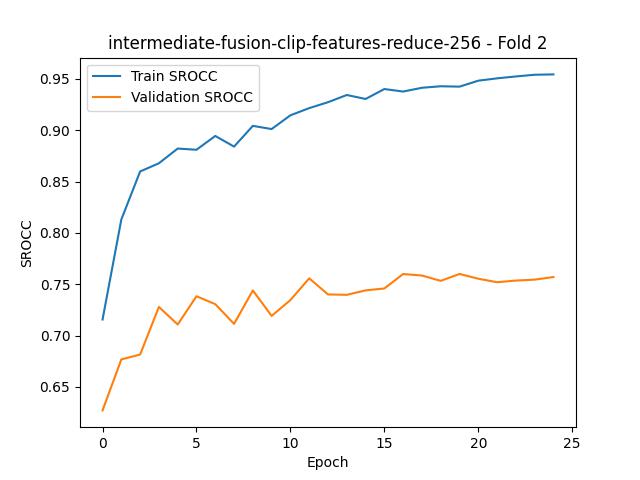 intermediate-fusion-clip-features-reduce-256 - Fold 2
Train SROCC
Validation SROCC
0.95
0.90
0.85
0.80
0.75
0.70
0.65
SROCC
0 5 10 15 20 25
Epoch